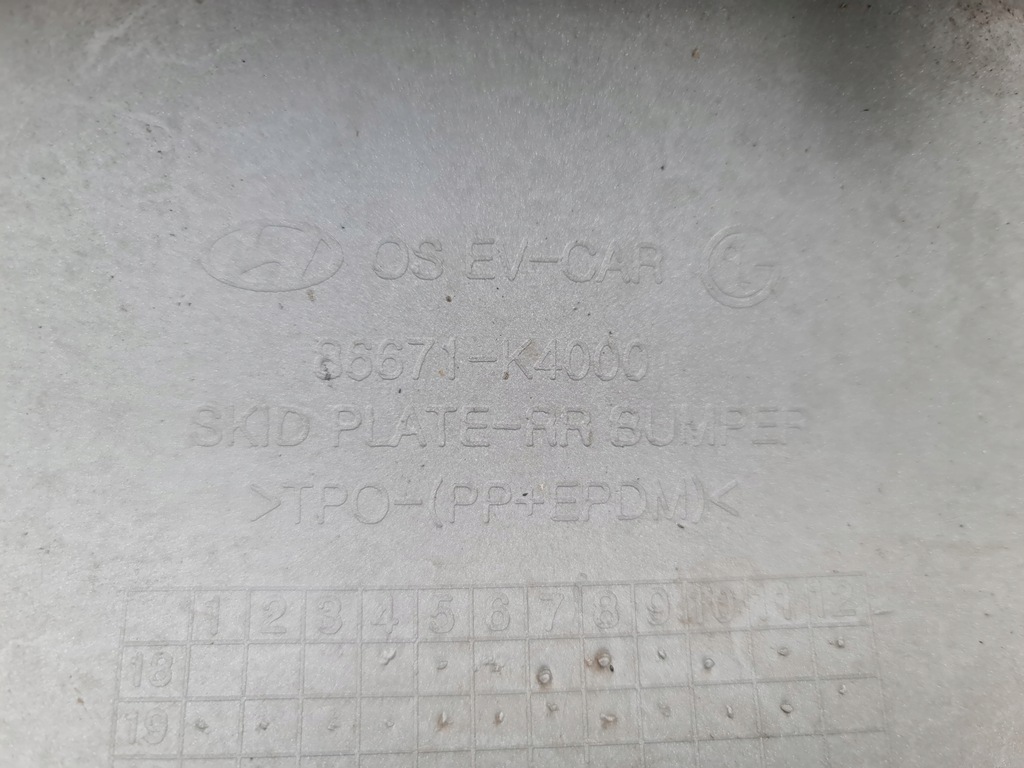 OS EV-CAR
86671-K4000
SKID PLATE-RR BUMPER
>TPO-(PP+EPDM)<
1 2 3 4 5 6 7 8 9 10 11 12
18
19